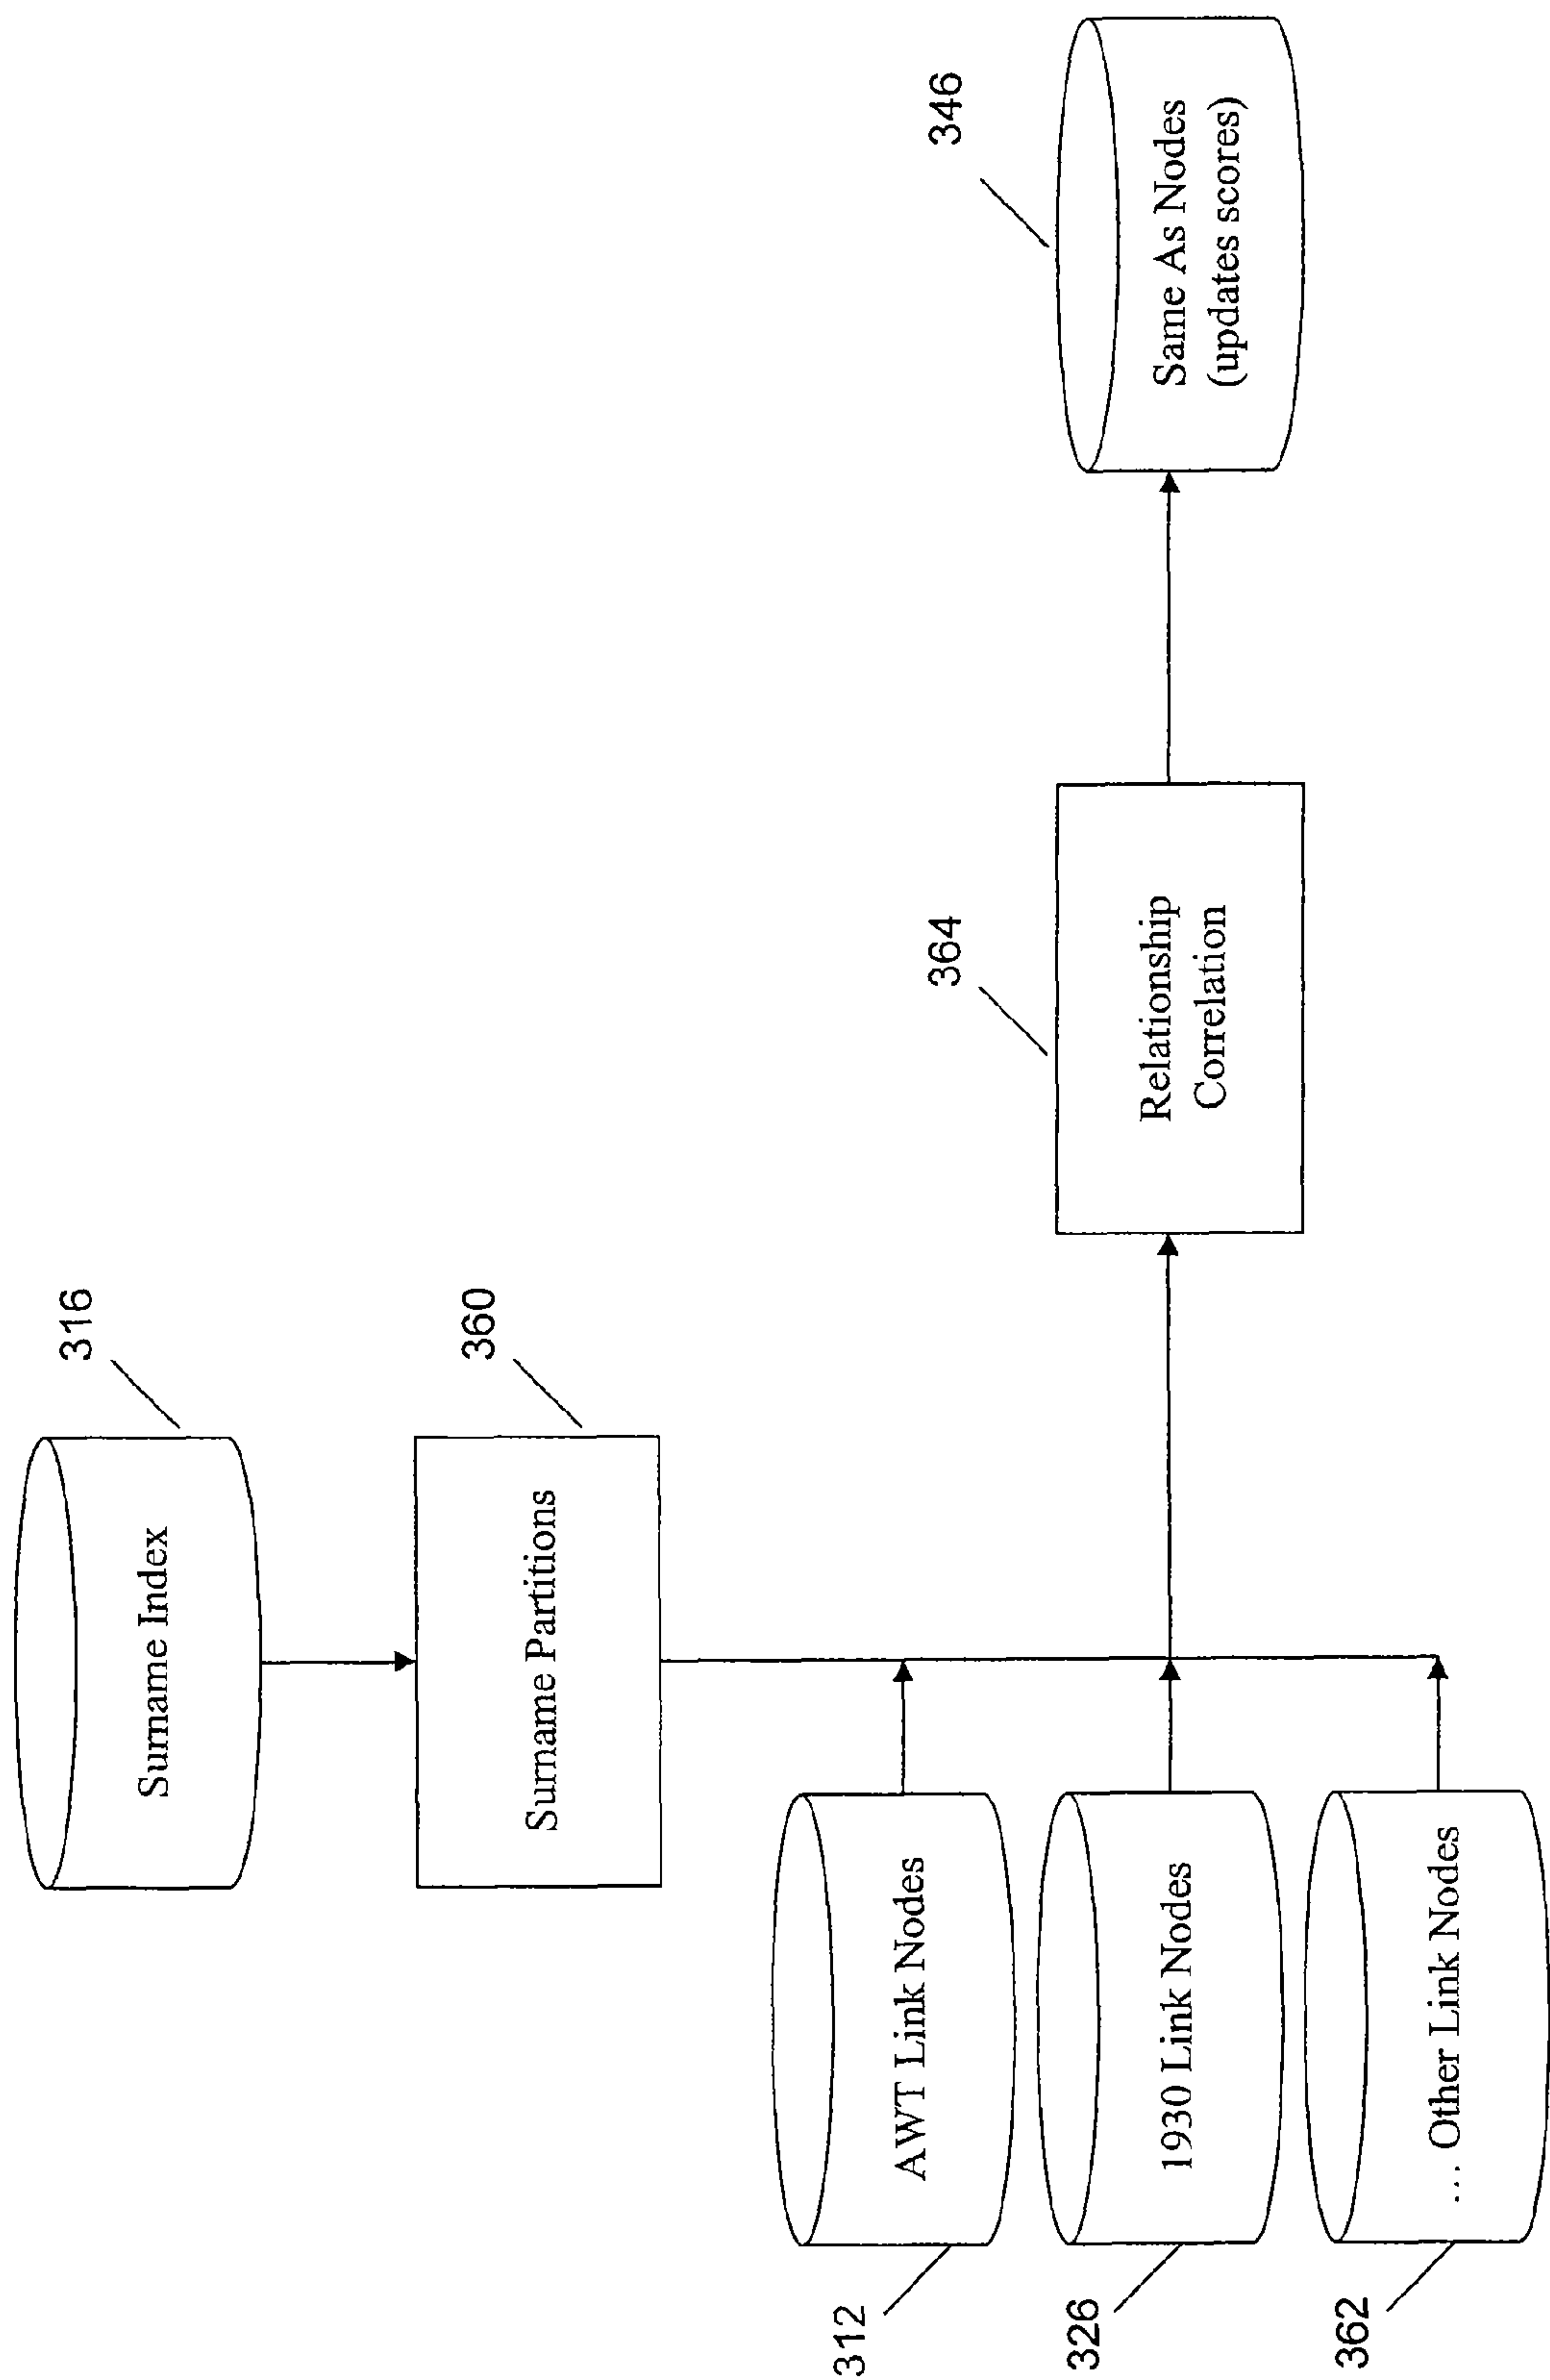 316
Surname Index
360
Surname Partitions
312
AWT Link Nodes
326
1930 Link Nodes
362
... Other Link Nodes
364
Relationship
Correlation
346
Same As Nodes
(updates scores)